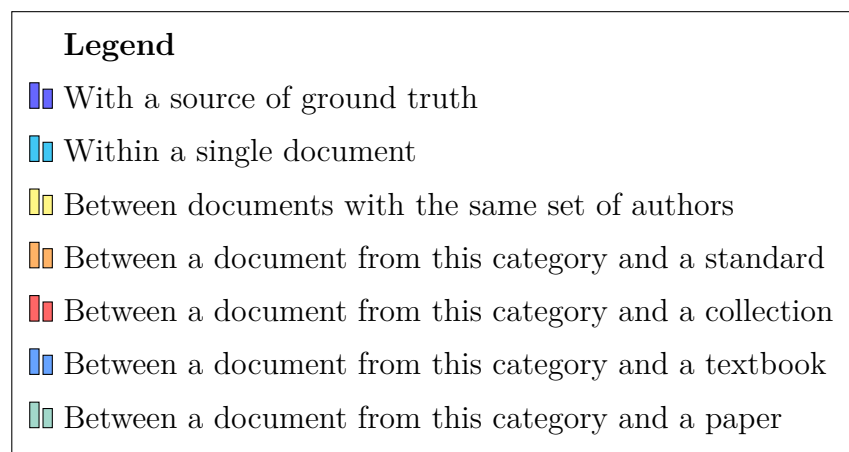 Legend
With a source of ground truth
Within a single document
Between documents with the same set of authors
Between a document from this category and a standard
Between a document from this category and a collection
Between a document from this category and a textbook
Between a document from this category and a paper